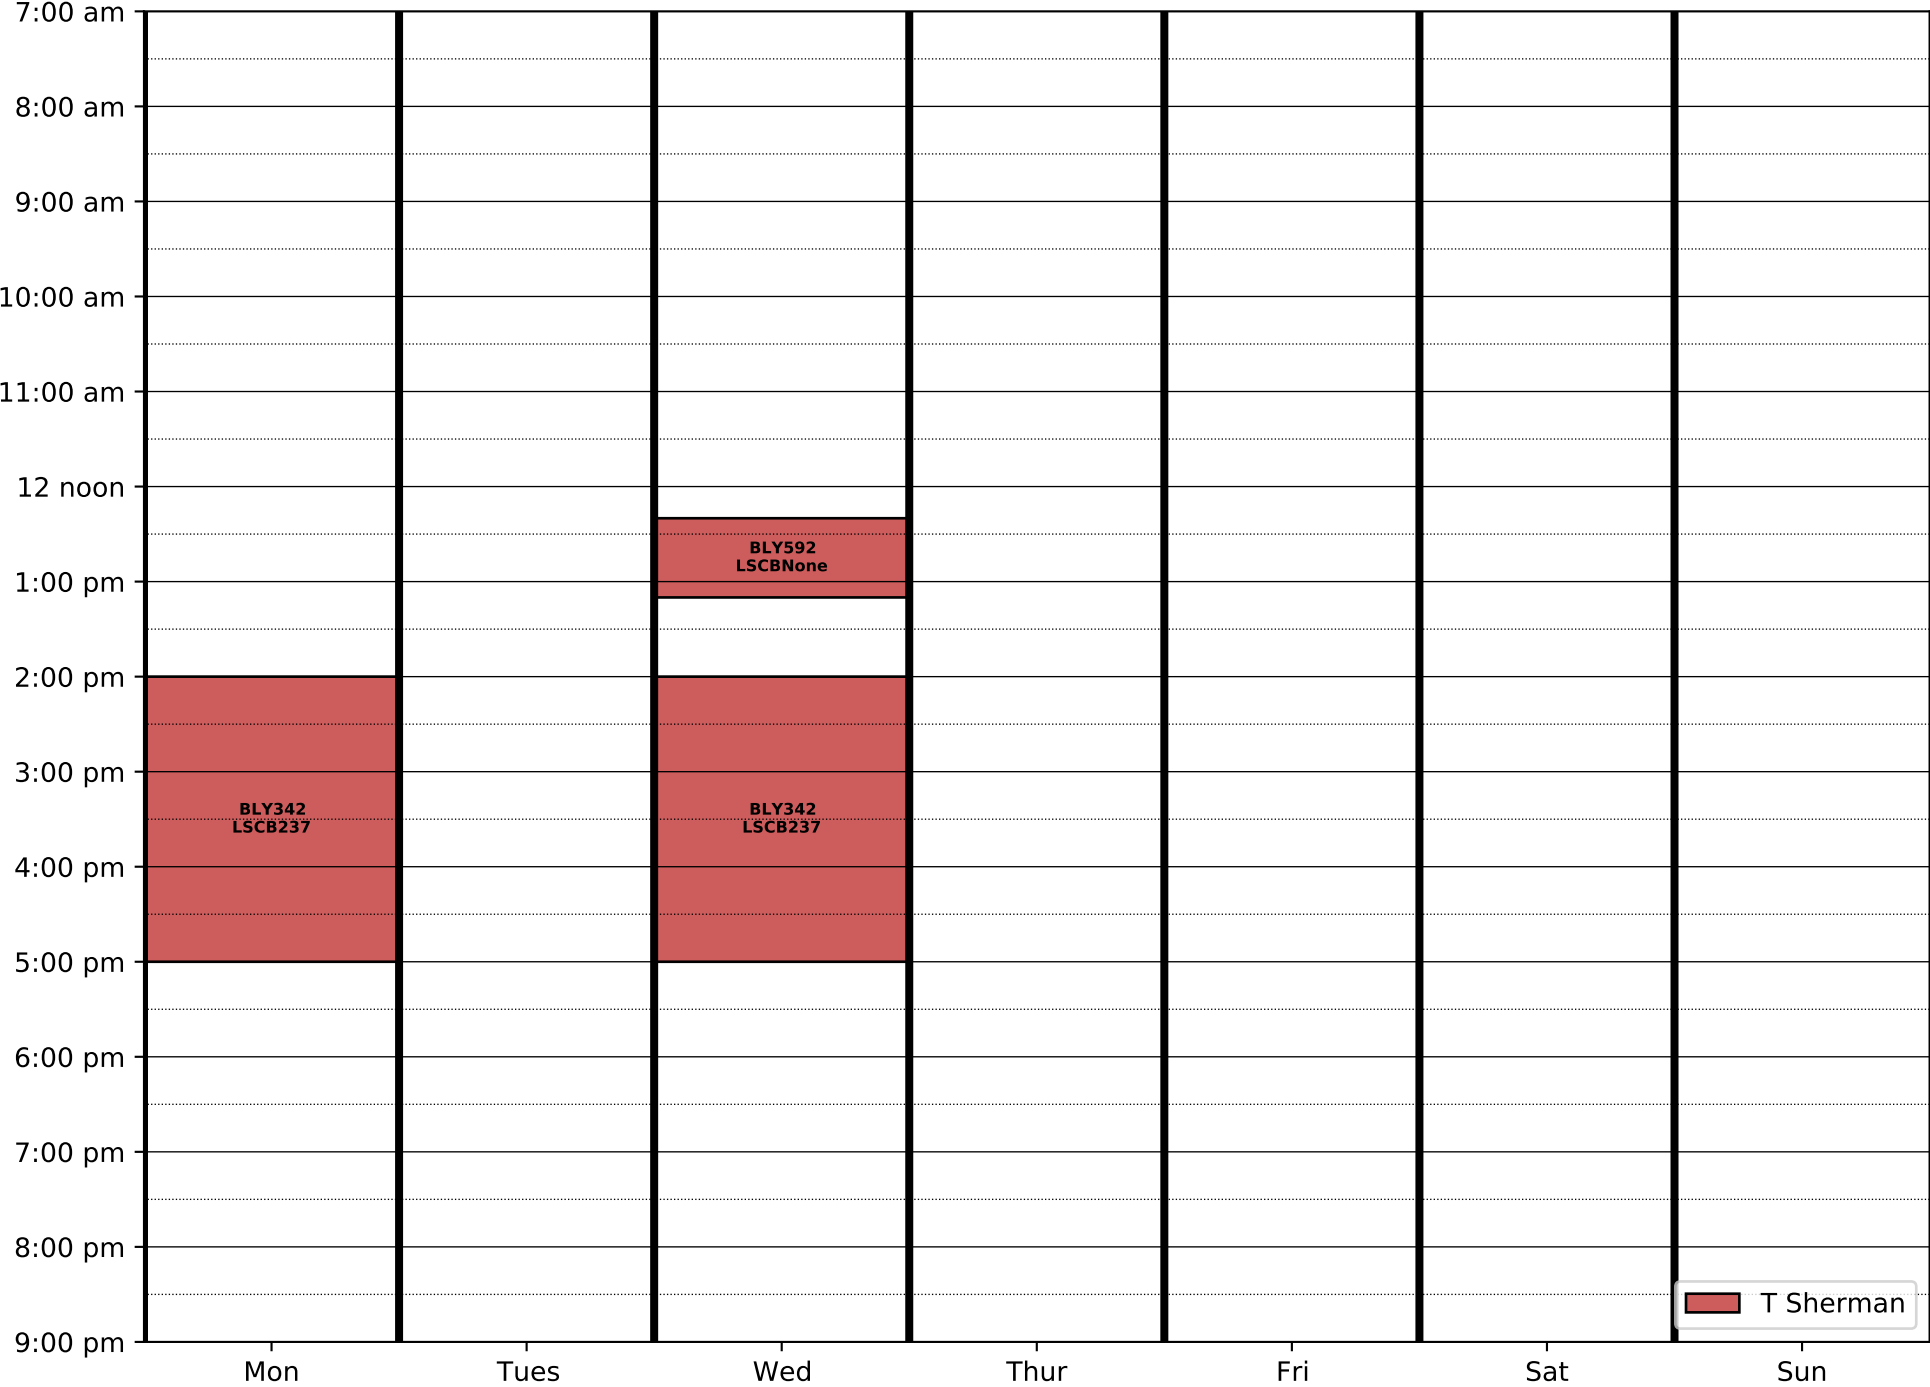 7:00 am
8:00 am
9:00 am
10:00 am
11:00 am
12 noon
BLY592
LSCBNone
1:00 pm
2:00 pm
3:00 pm
BLY342
LSCB237
BLY342
LSCB237
4:00 pm
5:00 pm
6:00 pm
7:00 pm
8:00 pm
T Sherman
9:00 pm
Mon Tues Wed Thur Fri Sat Sun